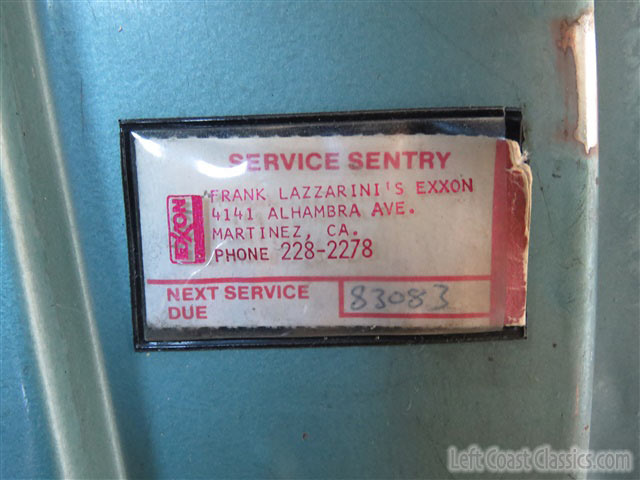 SERVICE SENTRY
EXXON
FRANK LAZZARINI'S EXXON
4141 ALHAMBRA AVE.
MARTINEZ, CA.
PHONE 228-2278
NEXT SERVICE
DUE
83083
Left Coast Classics.com